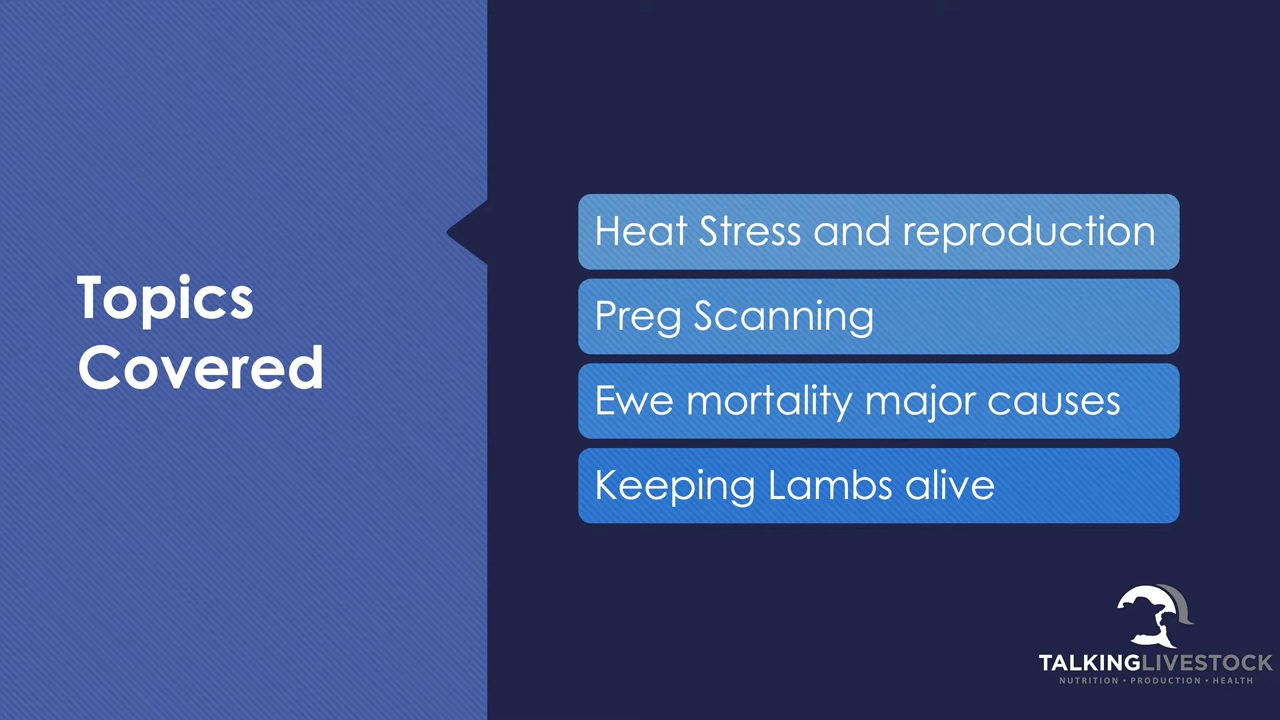 Topics
Covered
Heat Stress and reproduction
Preg Scanning
Ewe mortality major causes
Keeping Lambs alive
TALKINGLIVESTOCK
NUTRITION • PRODUCTION • HEALTH